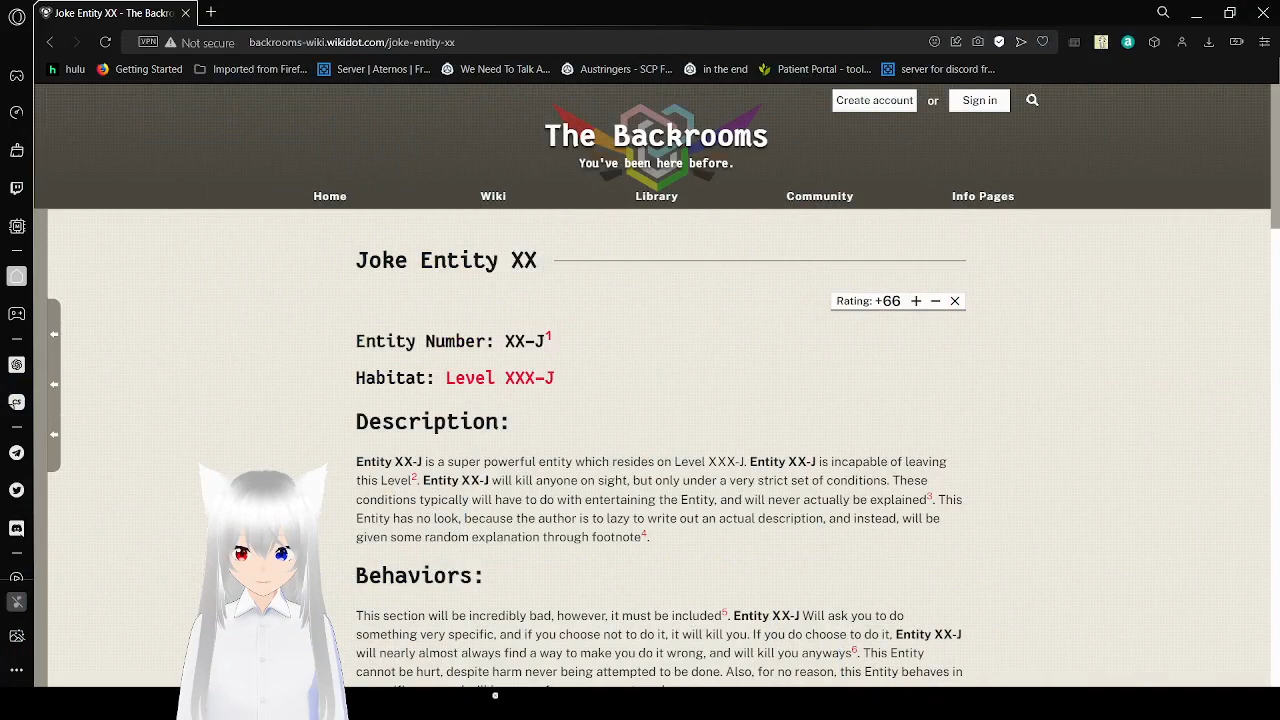 Joke Entity XX - The Backro
VPN Not secure backrooms-wiki.wikidot.com/joke-entity-xx
hulu Getting Started Imported from Firef... Server | Aternos | Fr... We Need To Talk A... Austringers - SCP F... in the end Patient Portal - tool... server for discord fr...
Create account or Sign in
The Backrooms
You've been here before.
Home Wiki Library Community Info Pages
Joke Entity XX
Rating: +66 + − ×
Entity Number: XX-J1
Habitat: Level XXX-J
Description:
Entity XX-J is a super powerful entity which resides on Level XXX-J. Entity XX-J is incapable of leaving
this Level2. Entity XX-J will kill anyone on sight, but only under a very strict set of conditions. These
conditions typically will have to do with entertaining the Entity, and will never actually be explained3. This
Entity has no look, because the author is to lazy to write out an actual description, and instead, will be
given some random explanation through footnote4.
Behaviors:
This section will be incredibly bad, however, it must be included5. Entity XX-J Will ask you to do
something very specific, and if you choose not to do it, it will kill you. If you do choose to do it, Entity XX-J
will nearly almost always find a way to make you do it wrong, and will kill you anyways6. This Entity
cannot be hurt, despite harm never being attempted to be done. Also, for no reason, this Entity behaves in